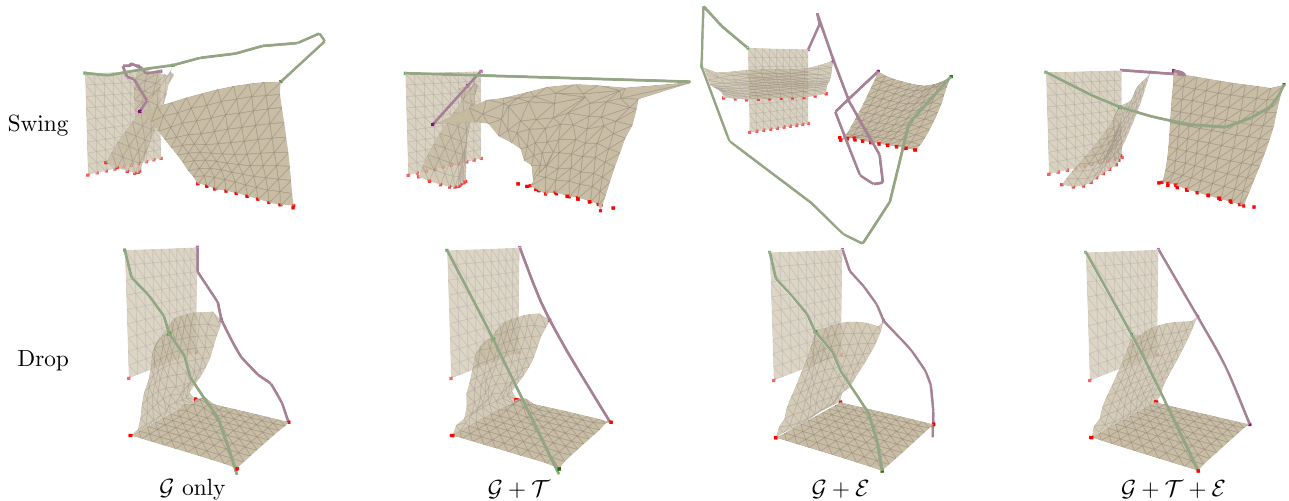 Swing
Drop
𝒢 only
𝒢 + 𝒯
𝒢 + ℰ
𝒢 + 𝒯 + ℰ